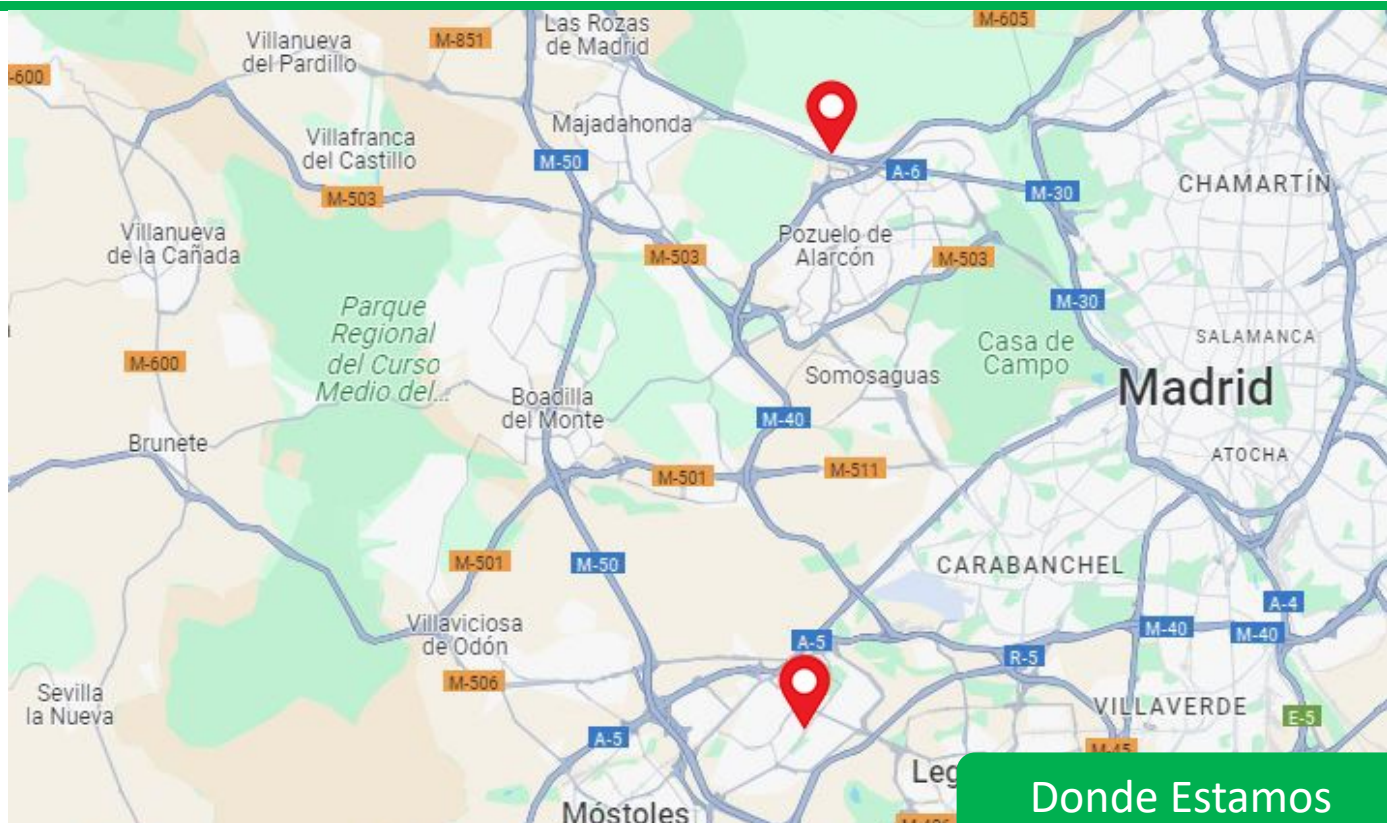 M-605
Las Rozas
de Madrid
Villanueva
del Pardillo
M-851
-600
Majadahonda
Villafranca
del Castillo
M-50
A-6
M-30
CHAMARTÍN
M-503
Villanueva
de la Cañada
Pozuelo de
Alarcón
M-503
M-503
M-30
Parque
Regional
del Curso
Medio del...
Casa de
Campo
SALAMANCA
M-600
Somosaguas
Madrid
Boadilla
del Monte
M-40
Brunete
ATOCHA
M-501
M-511
M-501
M-50
CARABANCHEL
A-4
Villaviciosa
de Odón
A-5
M-40
M-40
R-5
M-506
Sevilla
la Nueva
VILLAVERDE
E-5
A-5
M-45
Leg
Donde Estamos
Móstoles